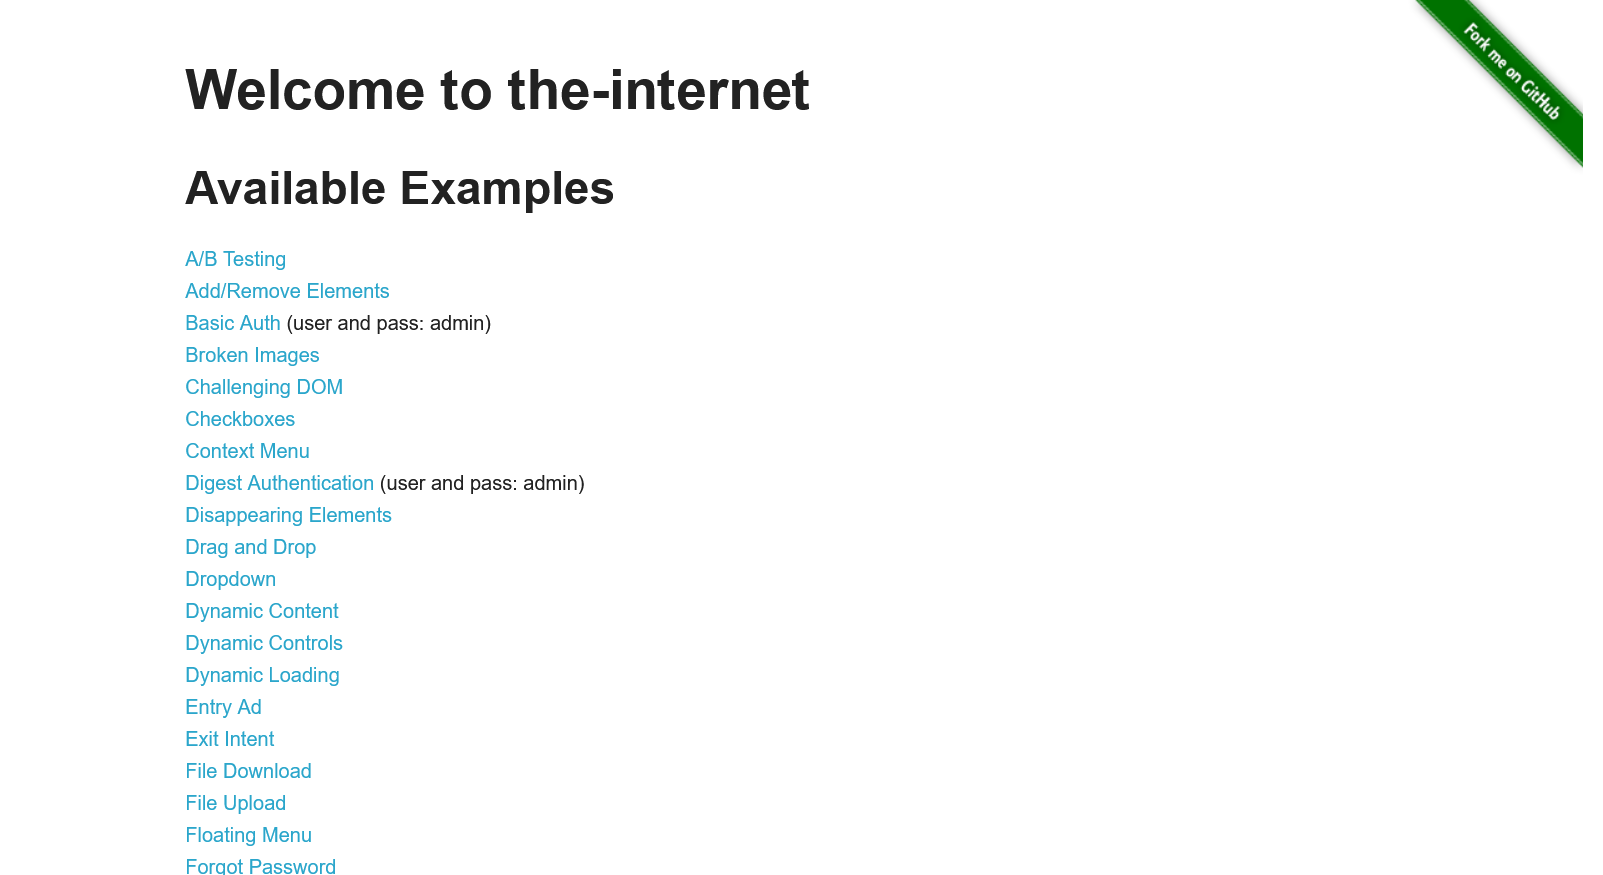 Fork me on GitHub
Welcome to the-internet
Available Examples
A/B Testing
Add/Remove Elements
Basic Auth (user and pass: admin)
Broken Images
Challenging DOM
Checkboxes
Context Menu
Digest Authentication (user and pass: admin)
Disappearing Elements
Drag and Drop
Dropdown
Dynamic Content
Dynamic Controls
Dynamic Loading
Entry Ad
Exit Intent
File Download
File Upload
Floating Menu
Forgot Password